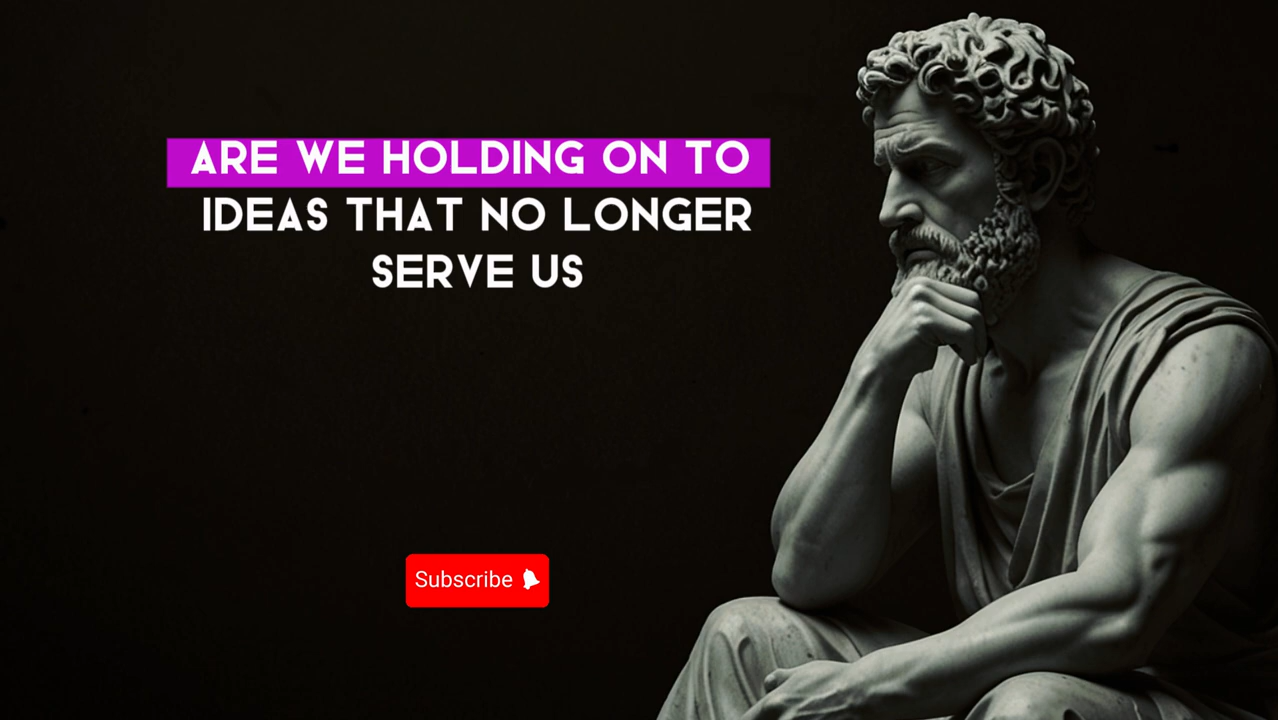 ARE WE HOLDING ON TO
IDEAS THAT NO LONGER
SERVE US
Subscribe